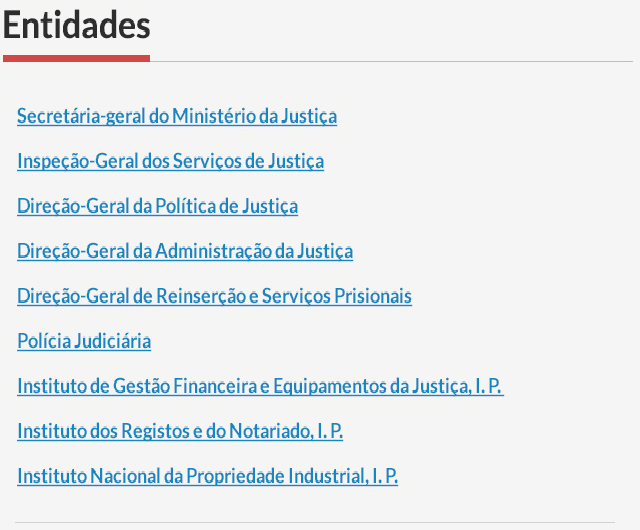 Entidades
Secretária-geral do Ministério da Justiça
Inspeção-Geral dos Serviços de Justiça
Direção-Geral da Política de Justiça
Direção-Geral da Administração da Justiça
Direção-Geral de Reinserção e Serviços Prisionais
Polícia Judiciária
Instituto de Gestão Financeira e Equipamentos da Justiça, I. P.
Instituto dos Registos e do Notariado, I. P.
Instituto Nacional da Propriedade Industrial, I. P.